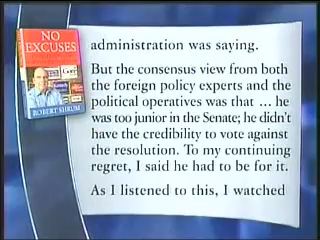 NO
EXCUSES
ROBERT SHRUM
administration was saying.
But the consensus view from both
the foreign policy experts and the
political operatives was that ... he
was too junior in the Senate; he didn't
have the credibility to vote against
the resolution. To my continuing
regret, I said he had to be for it.
As I listened to this, I watched